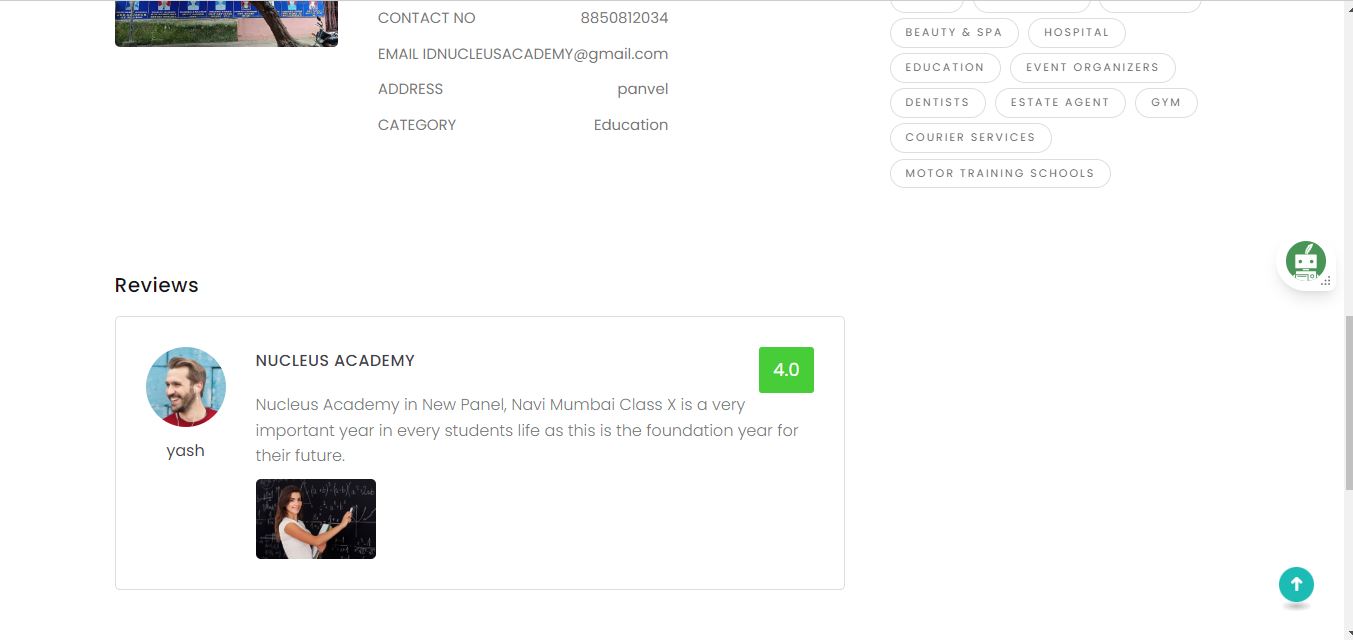 CONTACT NO 8850812034
EMAIL IDNUCLEUSACADEMY@gmail.com
ADDRESS panvel
CATEGORY Education
BEAUTY & SPA HOSPITAL
EDUCATION EVENT ORGANIZERS
DENTISTS ESTATE AGENT GYM
COURIER SERVICES
MOTOR TRAINING SCHOOLS
Reviews
NUCLEUS ACADEMY
4.0
Nucleus Academy in New Panel, Navi Mumbai Class X is a very
important year in every students life as this is the foundation year for
their future.
yash